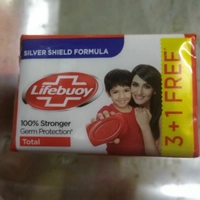 SILVER SHIELD FORMULA
Lifebuoy
100% Stronger
Germ Protection*
Total
3+1 FREE*